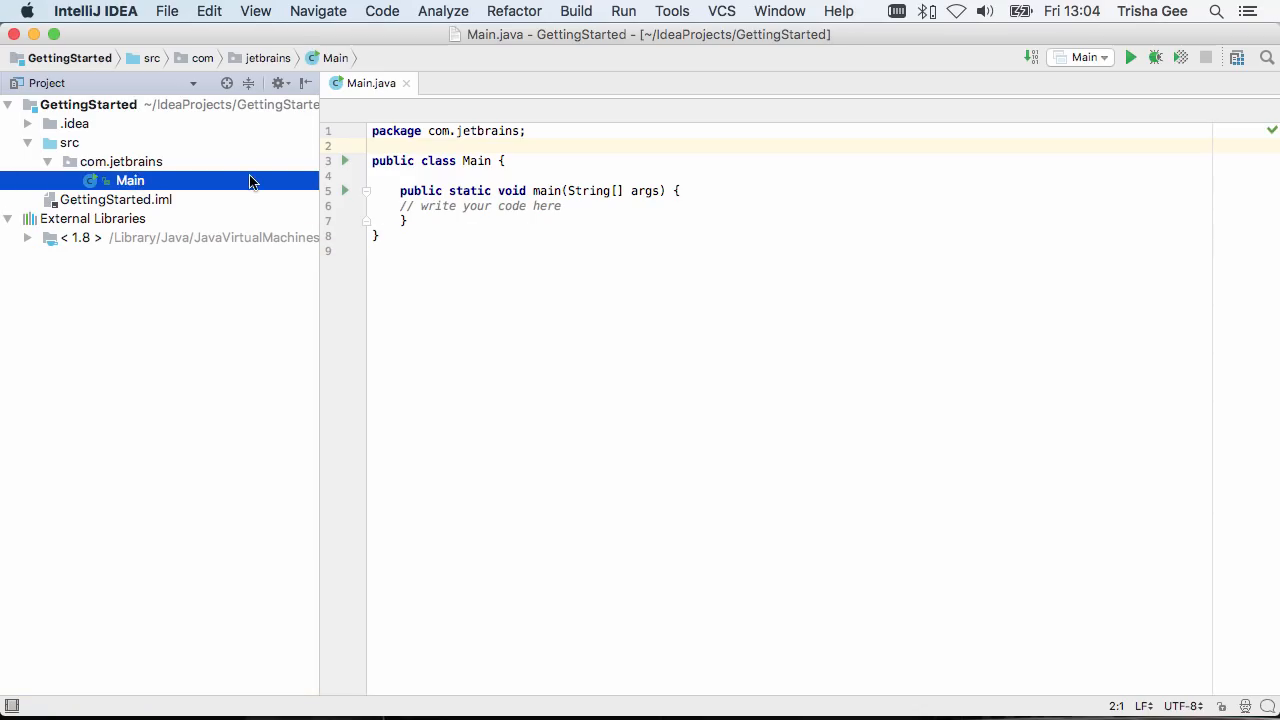 IntelliJ IDEA File Edit View Navigate Code Analyze Refactor Build Run Tools VCS Window Help Fri 13:04 Trisha Gee
Main.java - GettingStarted - [~/IdeaProjects/GettingStarted]
GettingStarted src com jetbrains Main Main
Project Main.java
GettingStarted ~/IdeaProjects/GettingStarte
.idea
src
com.jetbrains
Main
GettingStarted.iml
External Libraries
< 1.8 > /Library/Java/JavaVirtualMachines
1 package com.jetbrains;
2
3 public class Main {
4
5 public static void main(String[] args) {
6 // write your code here
7 }
8 }
9
2:1 LF UTF-8